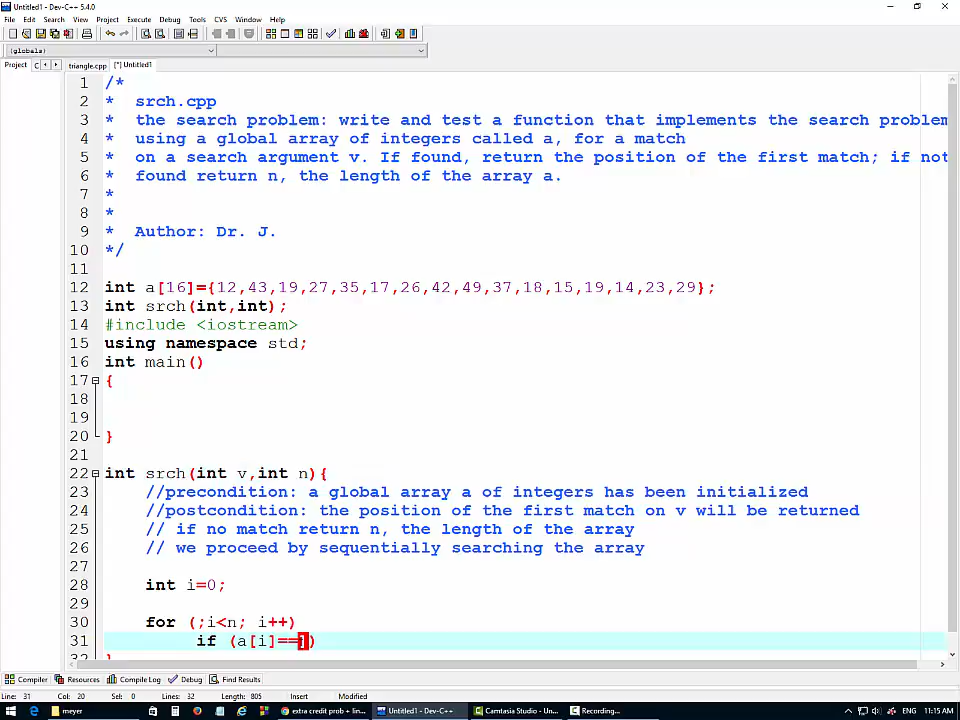 Untitled1 - Dev-C++ 5.4.0
File Edit Search View Project Execute Debug Tools CVS Window Help
(globals)
Project C triangle.cpp [*] Untitled1
1 /*
2 * srch.cpp
3 * the search problem: write and test a function that implements the search problem
4 * using a global array of integers called a, for a match
5 * on a search argument v. If found, return the position of the first match; if not
6 * found return n, the length of the array a.
7 *
8 *
9 * Author: Dr. J.
10 */
11
12 int a[16]={12,43,19,27,35,17,26,42,49,37,18,15,19,14,23,29};
13 int srch(int,int);
14 #include <iostream>
15 using namespace std;
16 int main()
17 {
18
19
20 }
21
22 int srch(int v,int n){
23 //precondition: a global array a of integers has been initialized
24 //postcondition: the position of the first match on v will be returned
25 // if no match return n, the length of the array
26 // we proceed by sequentially searching the array
27
28 int i=0;
29
30 for (;i<n; i++)
31 if (a[i]== )
32 }
Compiler Resources Compile Log Debug Find Results
Line: 31 Col: 20 Sel: 0 Lines: 32 Length: 805 Insert Modified
meyer extra credit prob + lin... Untitled1 - Dev-C++ ... Camtasia Studio - Un... Recording... ENG 11:15 AM